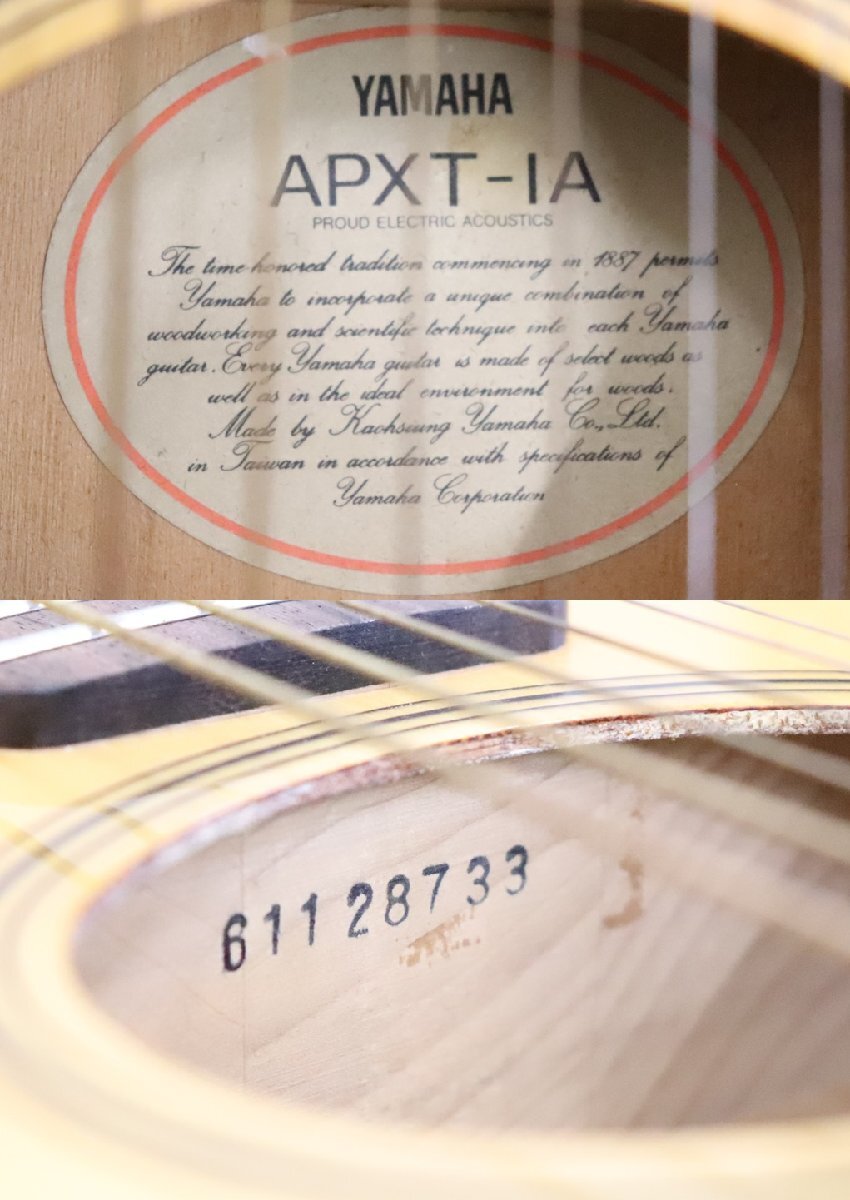 YAMAHA
APXT-1A
PROUD ELECTRIC ACOUSTICS
The time-honored tradition commencing in 1887 permits
Yamaha to incorporate a unique combination of
woodworking and scientific technique into each Yamaha
guitar. Every Yamaha guitar is made of select woods as
well as in the ideal environment for woods.
Made by Kaohsiung Yamaha Co., Ltd.
in Taiwan in accordance with specifications of
Yamaha Corporation
61128733